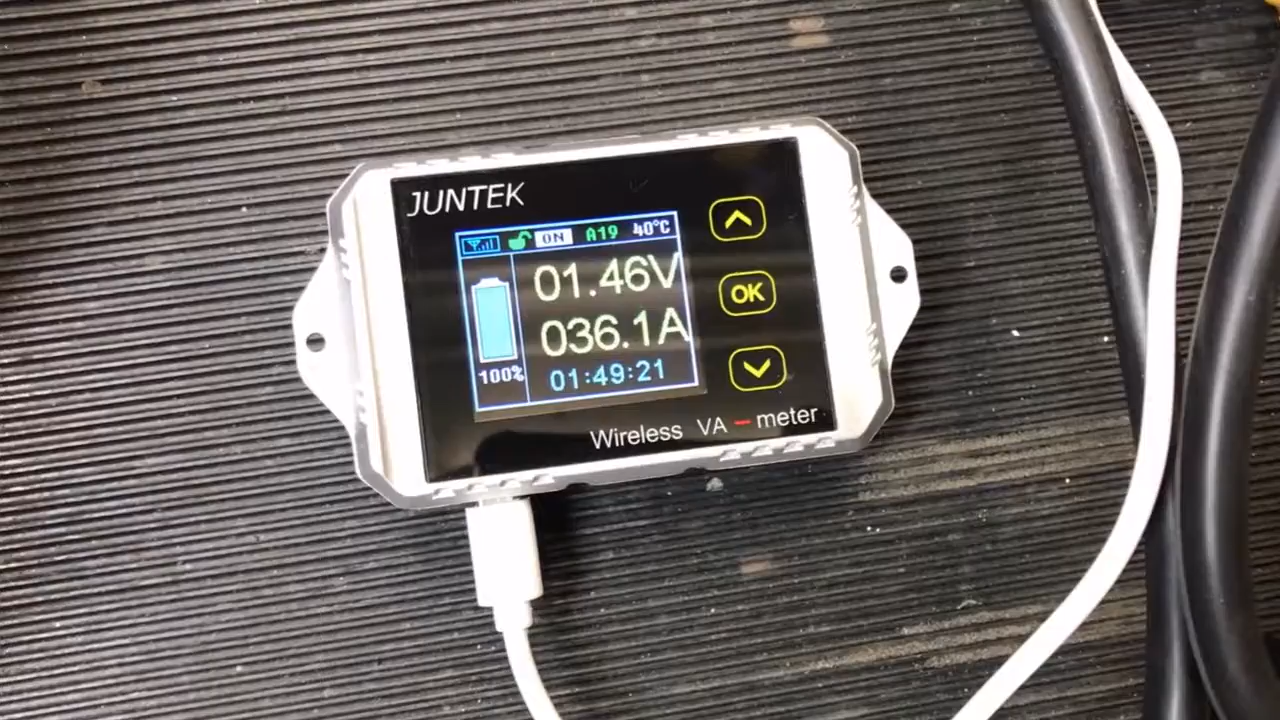 JUNTEK
ON A19 40°C
01.46V
036.1A
100% 01:49:21
OK
Wireless VA - meter